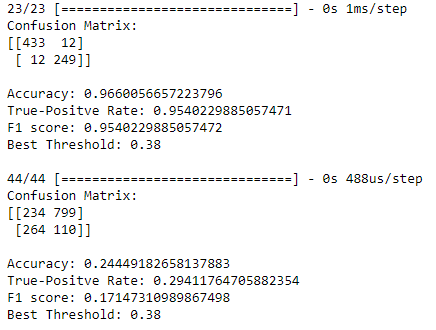 23/23 [==============================] - 0s 1ms/step
Confusion Matrix:
[[433  12]
 [ 12 249]]
Accuracy: 0.9660056657223796
True-Positve Rate: 0.9540229885057471
F1 score: 0.9540229885057472
Best Threshold: 0.38
44/44 [==============================] - 0s 488us/step
Confusion Matrix:
[[234 799]
 [264 110]]
Accuracy: 0.24449182658137883
True-Positve Rate: 0.29411764705882354
F1 score: 0.17147310989867498
Best Threshold: 0.38